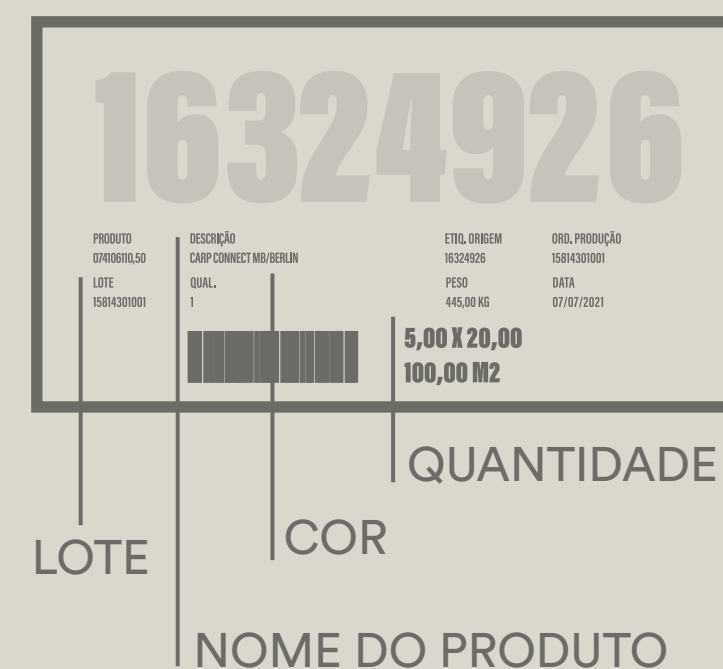 16324926
PRODUTO DESCRIÇÃO ETIQ. ORIGEM ORD. PRODUÇÃO
074106110,50 CARP CONNECT MB/BERLIN 16324926 15814301001
LOTE QUAL. PESO DATA
15814301001 1 445,00 KG 07/07/2021
5,00 X 20,00
100,00 M2
QUANTIDADE
COR
LOTE
NOME DO PRODUTO